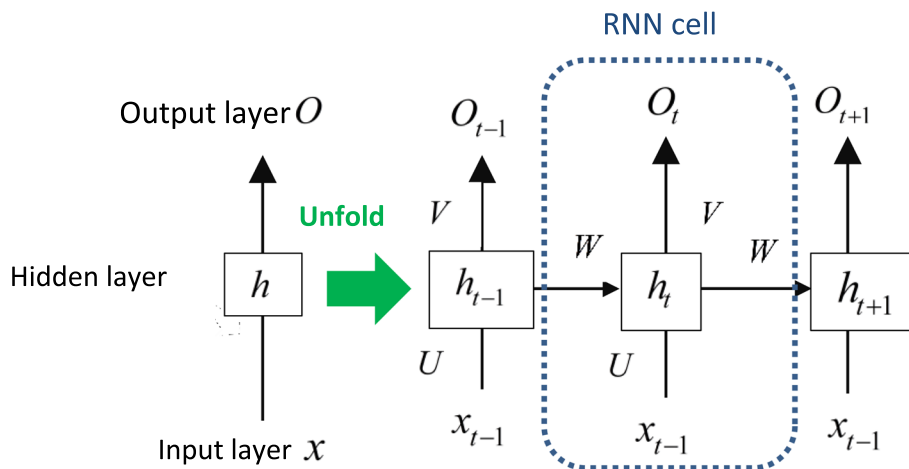 RNN cell
Output layer O
O_{t-1}
O_t
O_{t+1}
Unfold
V
V
W
W
Hidden layer
h
h_{t-1}
h_t
h_{t+1}
U
U
Input layer x
x_{t-1}
x_{t-1}
x_{t-1}